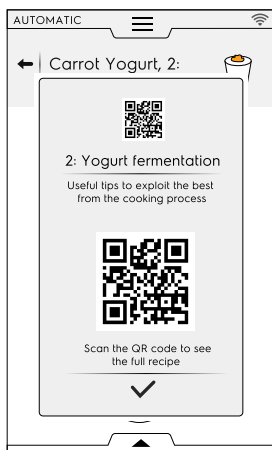 AUTOMATIC
Carrot Yogurt, 2:
2: Yogurt fermentation
Useful tips to exploit the best
from the cooking process
Scan the QR code to see
the full recipe